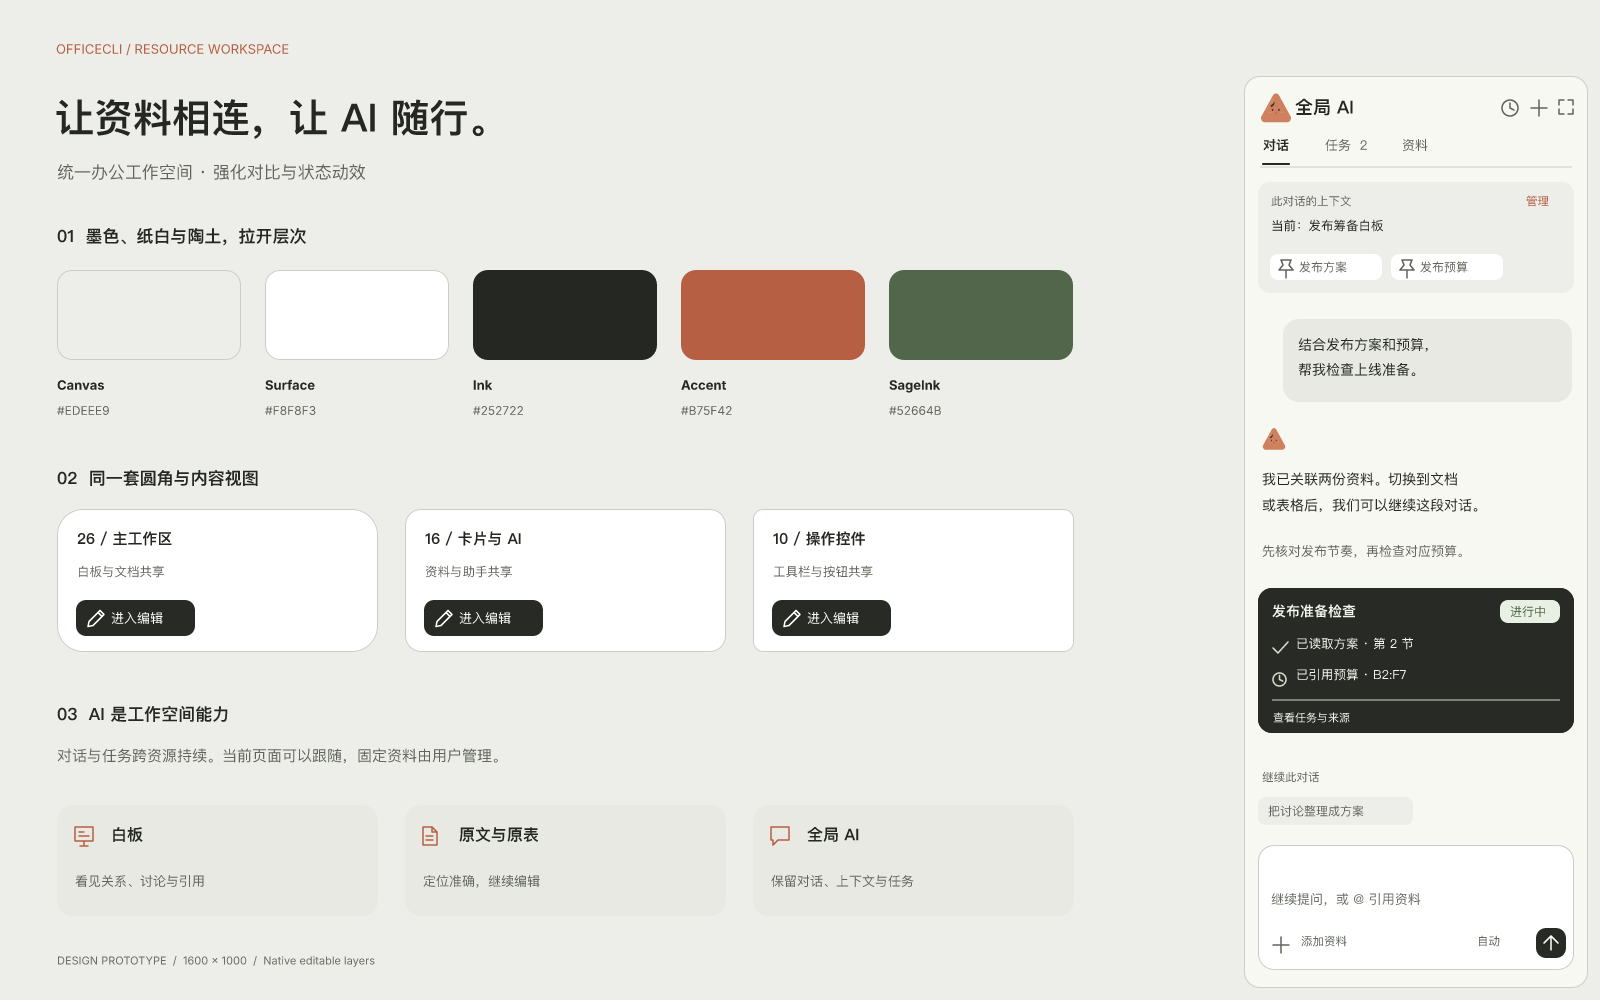 OFFICECLI / RESOURCE WORKSPACE
让资料相连，让 AI 随行。
统一办公工作空间 · 强化对比与状态动效
01 墨色、纸白与陶土，拉开层次
Canvas
#EDEEE9
Surface
#F8F8F3
Ink
#252722
Accent
#B75F42
SageInk
#52664B
02 同一套圆角与内容视图
26 / 主工作区
白板与文档共享
进入编辑
16 / 卡片与 AI
资料与助手共享
进入编辑
10 / 操作控件
工具栏与按钮共享
进入编辑
03 AI 是工作空间能力
对话与任务跨资源持续。当前页面可以跟随，固定资料由用户管理。
白板
看见关系、讨论与引用
原文与原表
定位准确，继续编辑
全局 AI
保留对话、上下文与任务
DESIGN PROTOTYPE / 1600 × 1000 / Native editable layers
全局 AI
对话 任务 2 资料
此对话的上下文 管理
当前：发布筹备白板
发布方案 发布预算
结合发布方案和预算，
帮我检查上线准备。
我已关联两份资料。切换到文档
或表格后，我们可以继续这段对话。
先核对发布节奏，再检查对应预算。
发布准备检查 进行中
已读取方案 · 第 2 节
已引用预算 · B2:F7
查看任务与来源
继续此对话
把讨论整理成方案
继续提问，或 @ 引用资料
添加资料 自动